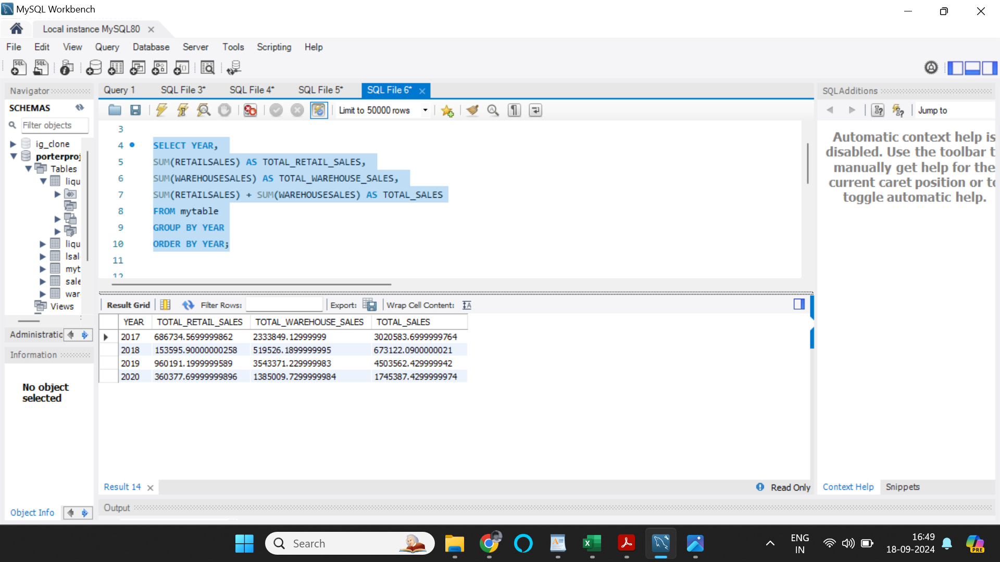 MySQL Workbench
Local instance MySQL80
File Edit View Query Database Server Tools Scripting Help
Navigator
SCHEMAS
Filter objects
ig_clone
porterproj
Tables
liqu
liqu
lsal
myt
sale
war
Views
Administratic
Information
No object
selected
Object Info
Query 1 SQL File 3* SQL File 4* SQL File 5* SQL File 6*
Limit to 50000 rows
3
4 SELECT YEAR,
5 SUM(RETAILSALES) AS TOTAL_RETAIL_SALES,
6 SUM(WAREHOUSESALES) AS TOTAL_WAREHOUSE_SALES,
7 SUM(RETAILSALES) + SUM(WAREHOUSESALES) AS TOTAL_SALES
8 FROM mytable
9 GROUP BY YEAR
10 ORDER BY YEAR;
11
12
Result Grid Filter Rows: Export: Wrap Cell Content:
YEAR TOTAL_RETAIL_SALES TOTAL_WAREHOUSE_SALES TOTAL_SALES
2017 686734.5699999862 2333849.12999999 3020583.6999999764
2018 153595.90000000258 519526.1899999995 673122.0900000021
2019 960191.1999999589 3543371.229999983 4503562.429999942
2020 360377.69999999896 1385009.7299999984 1745387.4299999974
Result 14
Read Only
Output
SQLAdditions
Jump to
Automatic context help is
disabled. Use the toolbar t
manually get help for the
current caret position or to
toggle automatic help.
Context Help Snippets
Search
ENG
IN
16:49
18-09-2024
PRE